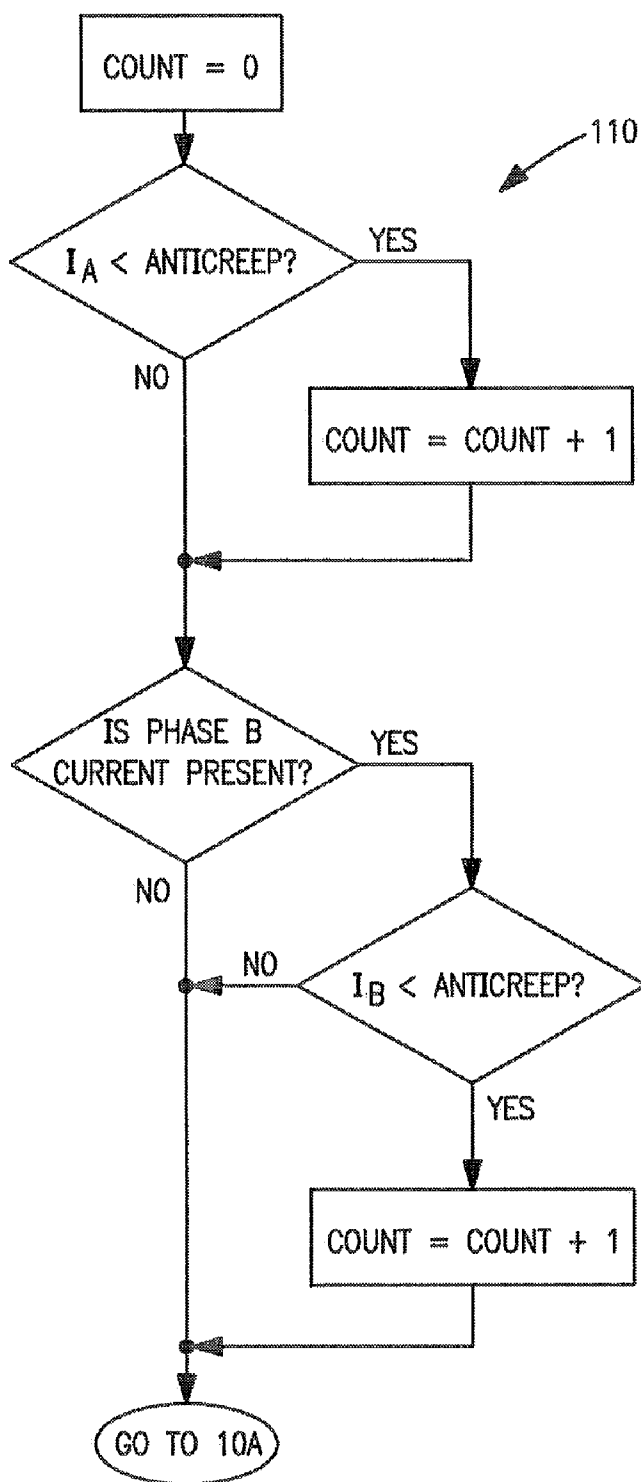 COUNT = 0
110
I_A < ANTICREEP?
YES
NO
COUNT = COUNT + 1
IS PHASE B
CURRENT PRESENT?
YES
NO
I_B < ANTICREEP?
NO
YES
COUNT = COUNT + 1
GO TO 10A